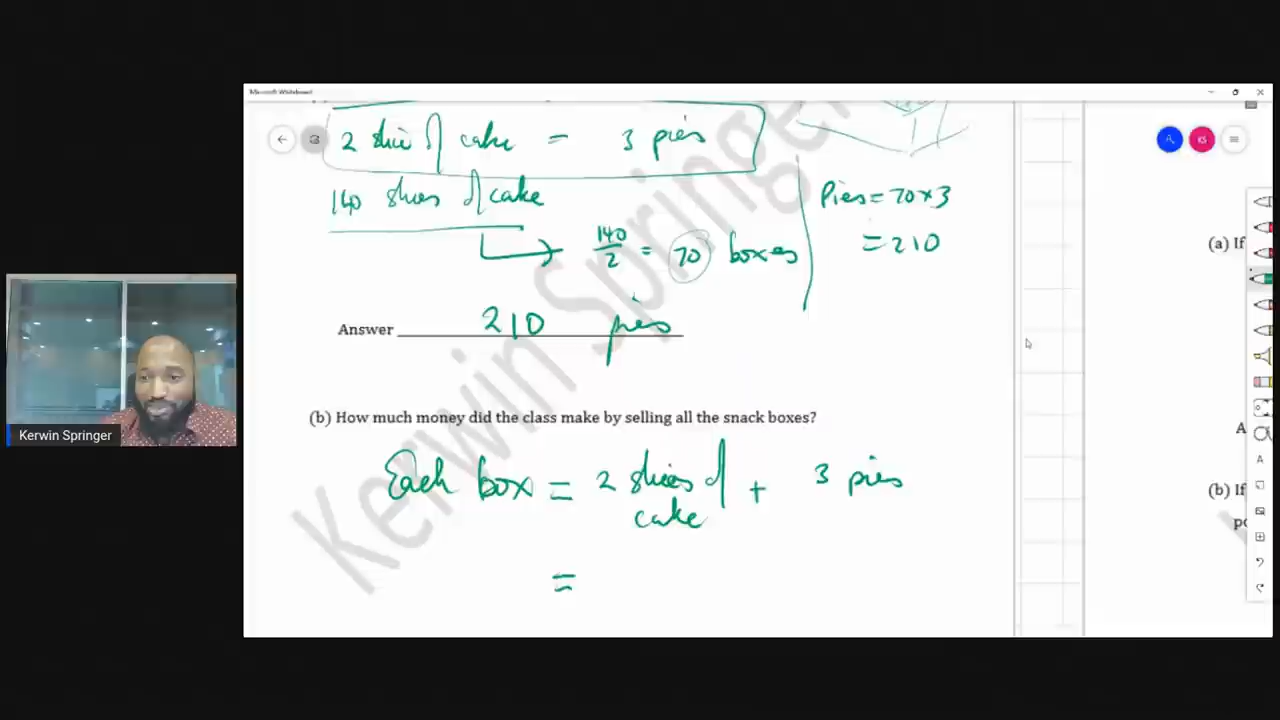 Microsoft Whiteboard
2 slice of cake = 3 pies
140 slices of cake
140/2 = 70 boxes
Pies = 70 x 3
= 210
Answer 210 pies
(b) How much money did the class make by selling all the snack boxes?
Each box = 2 slices of cake + 3 pies
=
Kerwin Springer
Kerwin Springer
(a) If
A
(b) If
po